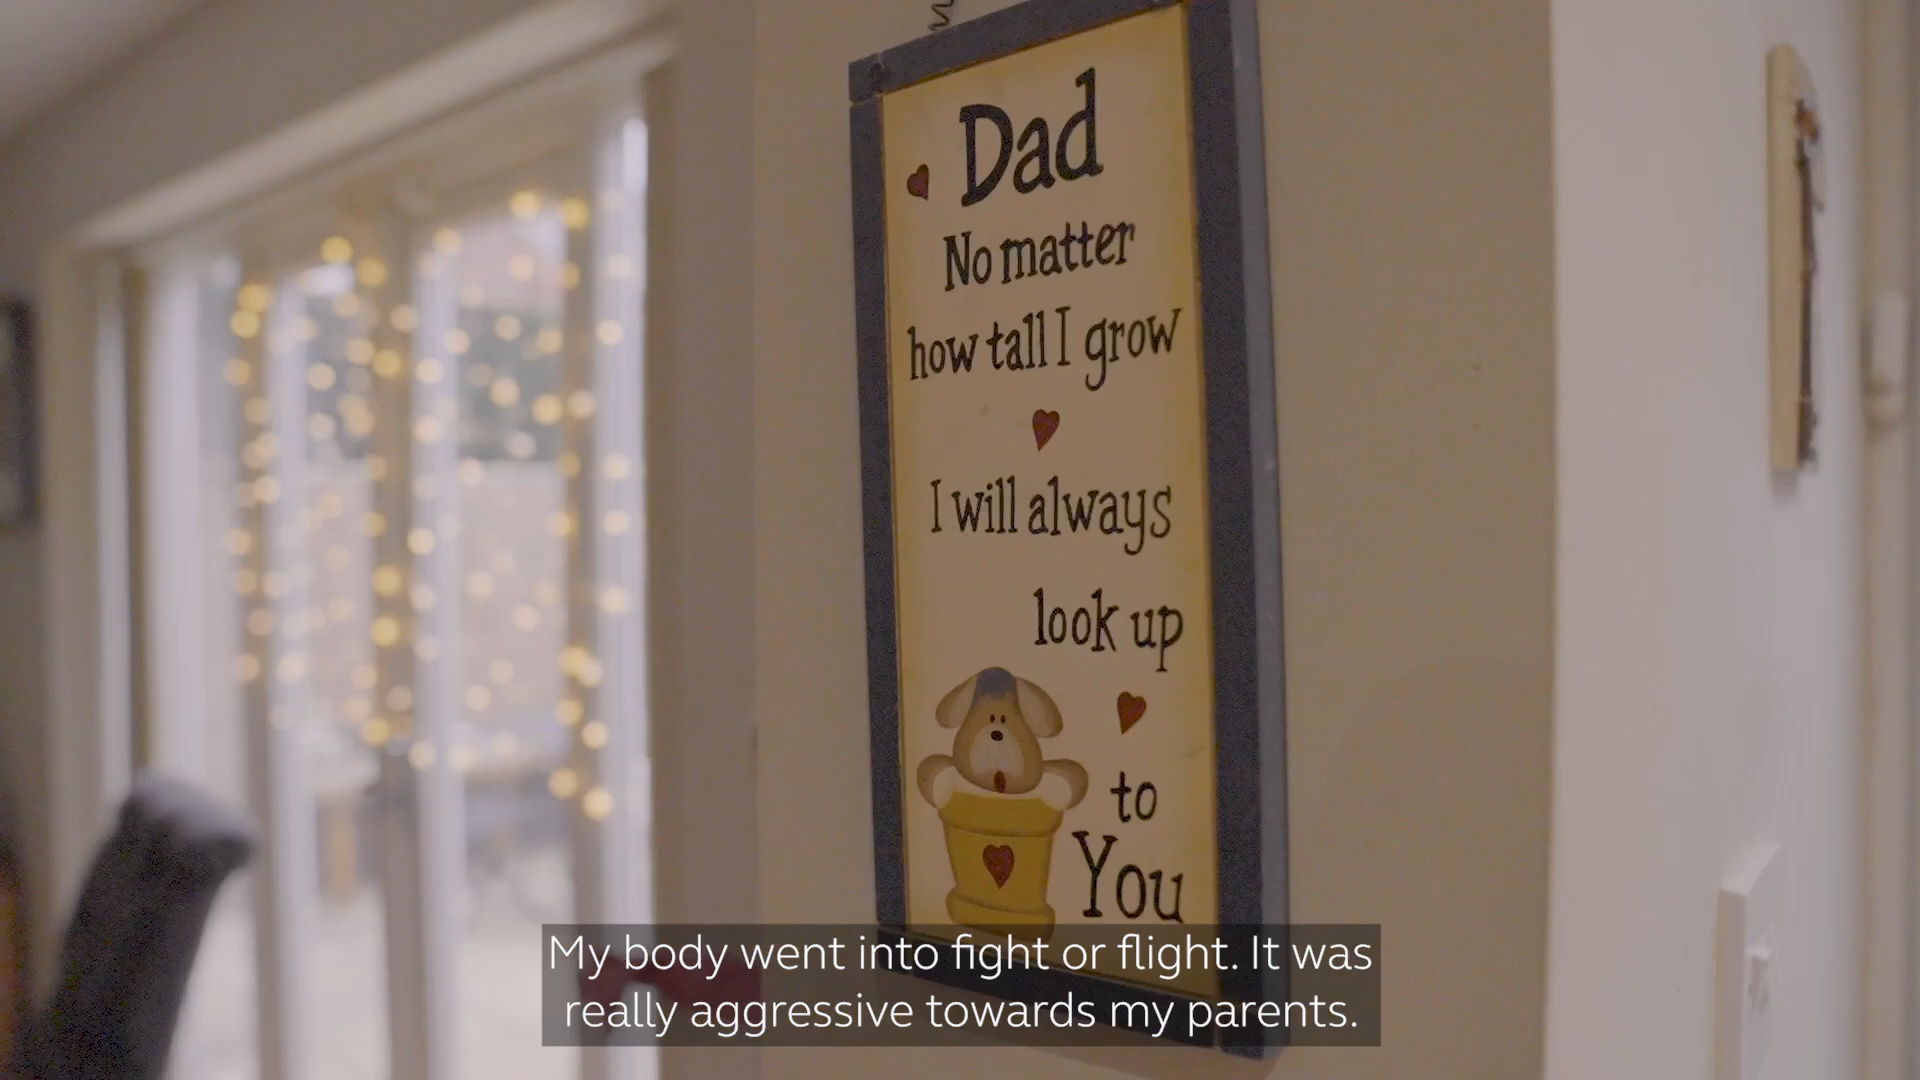 Dad
No matter
how tall I grow
I will always
look up
to
You
My body went into fight or flight. It was
really aggressive towards my parents.